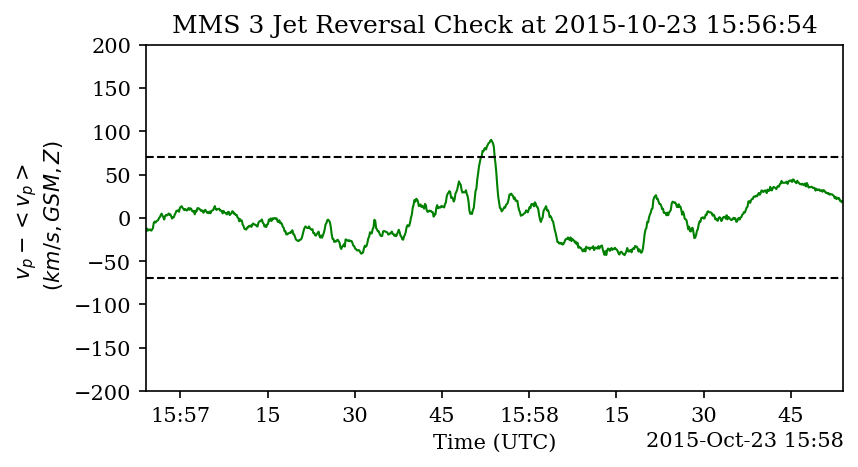 MMS 3 Jet Reversal Check at 2015-10-23 15:56:54
200
150
100
50
0
−50
−100
−150
−200
v_p − < v_p >
(km/s, GSM, Z)
15:57 15 30 45 15:58 15 30 45
Time (UTC)
2015-Oct-23 15:58